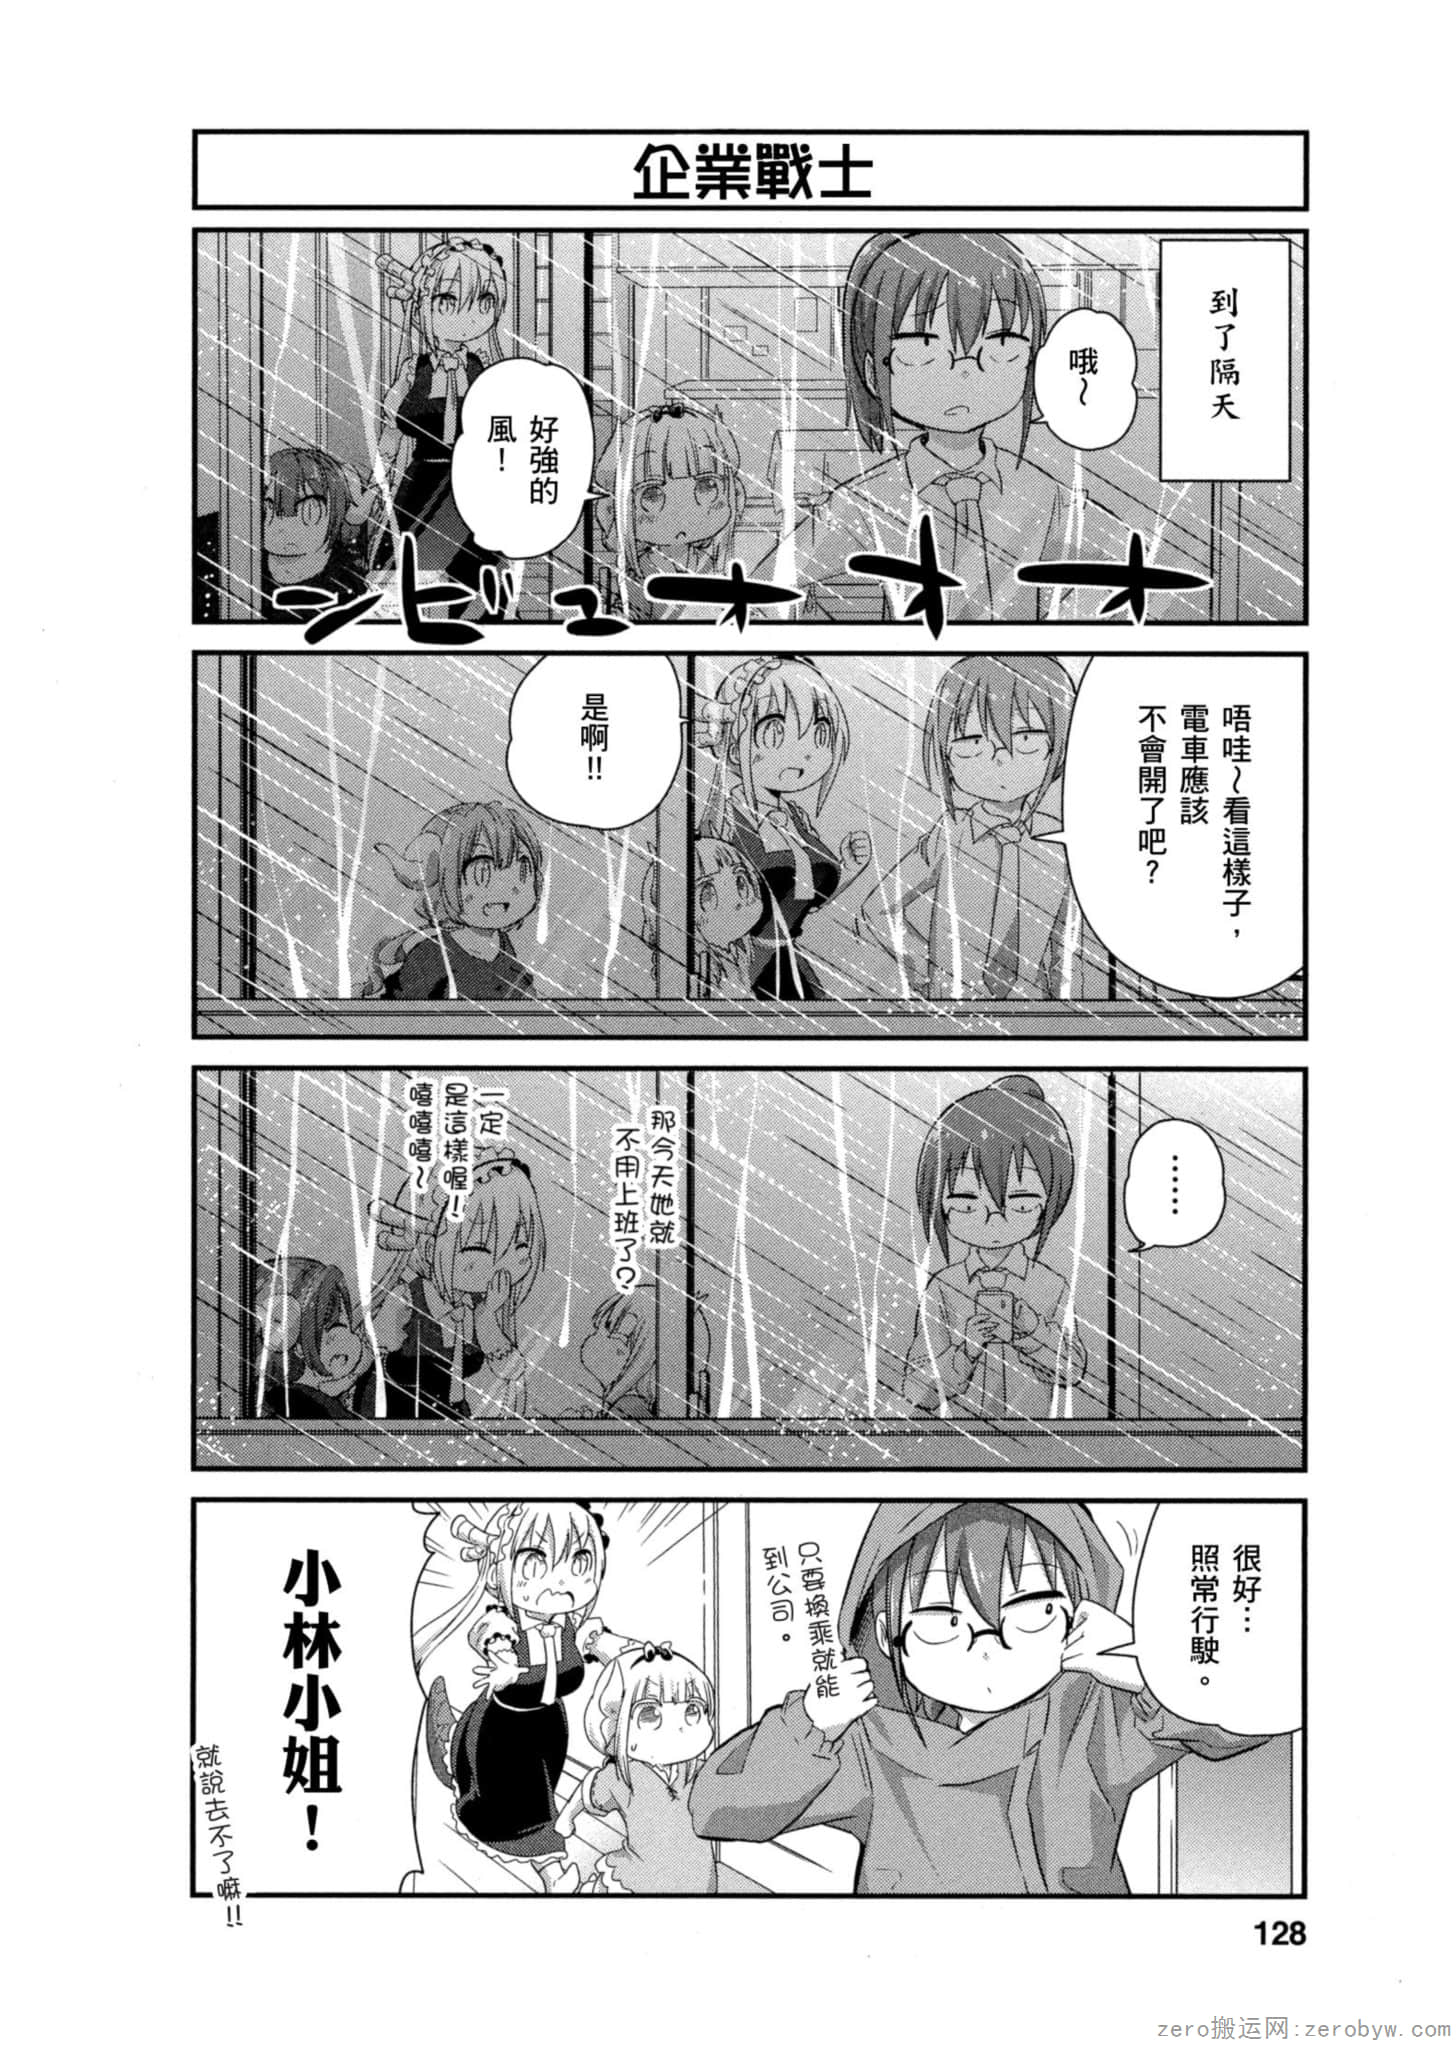 企業戰士
到了隔天
哦～
好強的
風！
ビュオオオ
唔哇～看這樣子，
電車應該
不會開了吧？
是啊!!
……
那今天她就
不用上班了？
一定
是這樣喔！
嘻嘻嘻～
很好…
照常行駛。
只要換乘就能
到公司。
小林小姐！
就說去不了嘛!!
128
zero搬运网:zerobyw.com